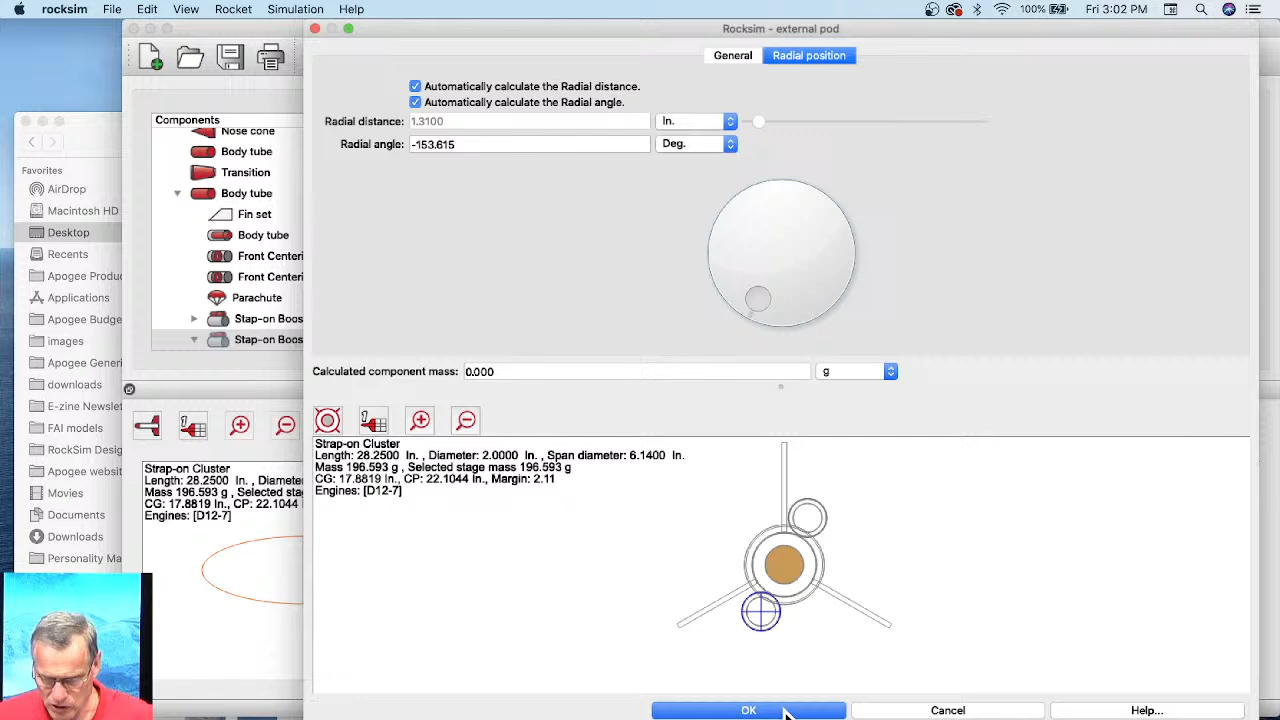 rocksim File Edit View Rocket Simulation Help 100% Fri 3:02 PM
Rocksim - external pod
General Radial position
Automatically calculate the Radial distance.
Automatically calculate the Radial angle.
Radial distance: 1.3100 In.
Radial angle: -153.615 Deg.
Components
Nose cone
Body tube
Transition
Body tube
Fin set
Body tube
Front Centerin
Front Centerin
Parachute
Stap-on Boos
Stap-on Boos
Favorites
AirDrop
Macintosh HD
Desktop
Recents
Apogee Produ
Applications
Apogee Budge
images
Apogee Generi
downloads
E-zine Newslet
FAI models
RockSim Desig
Apogee websit
Movies
Documents
Downloads
Personality Ma
Calculated component mass: 0.000 g
Strap-on Cluster
Length: 28.2500 In. , Diameter: 2.0000 In. , Span diameter: 6.1400 In.
Mass 196.593 g , Selected stage mass 196.593 g
CG: 17.8819 In., CP: 22.1044 In., Margin: 2.11
Engines: [D12-7]
Strap-on Cluster
Length: 28.2500 In. , Diamete
Mass 196.593 g , Selected stag
CG: 17.8819 In., CP: 22.1044 In
Engines: [D12-7]
OK Cancel Help...